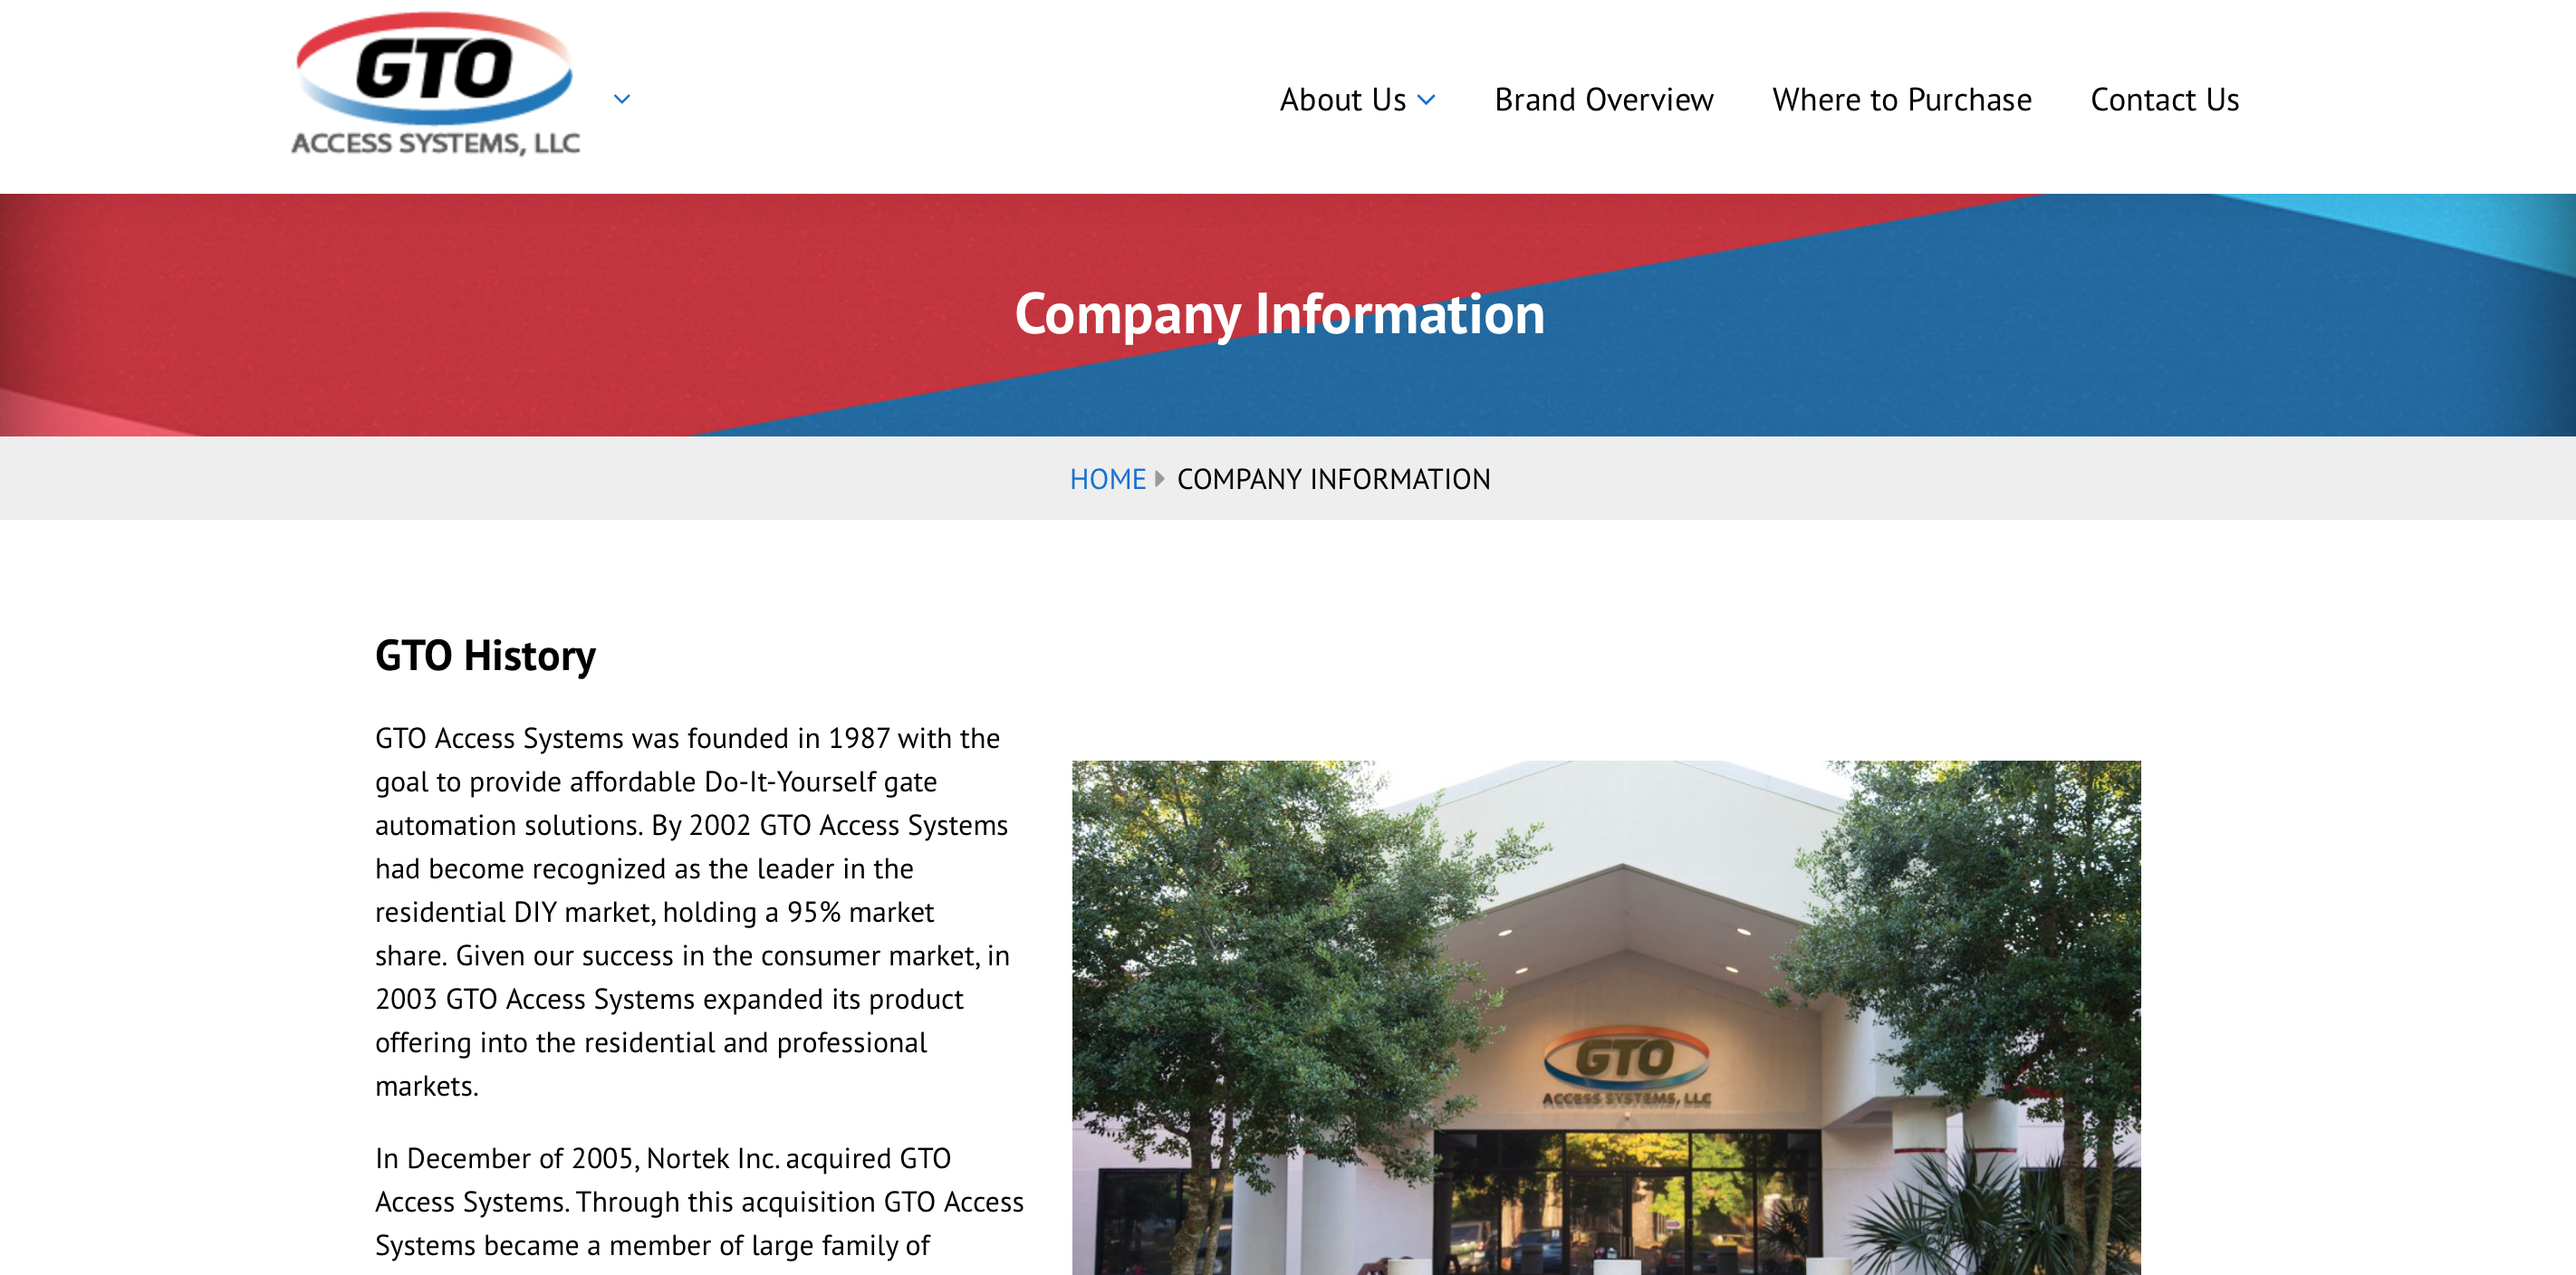 GTO
ACCESS SYSTEMS, LLC
About Us
Brand Overview
Where to Purchase
Contact Us
Company Information
HOME COMPANY INFORMATION
GTO History
GTO Access Systems was founded in 1987 with the
goal to provide affordable Do-It-Yourself gate
automation solutions. By 2002 GTO Access Systems
had become recognized as the leader in the
residential DIY market, holding a 95% market
share. Given our success in the consumer market, in
2003 GTO Access Systems expanded its product
offering into the residential and professional
markets.
In December of 2005, Nortek Inc. acquired GTO
Access Systems. Through this acquisition GTO Access
Systems became a member of large family of
GTO
ACCESS SYSTEMS, LLC